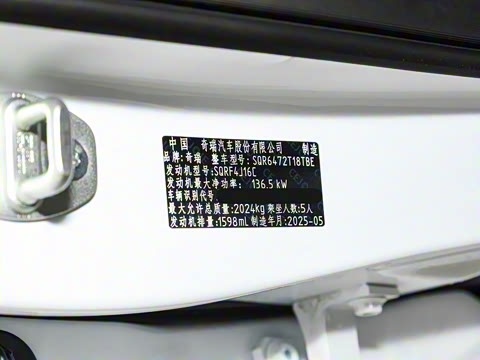 中国 奇瑞汽车股份有限公司 制造
品牌:奇瑞 整车型号:SQR6472T18TBE
发动机型号:SQRF4J16C
发动机最大净功率: 136.5 kW
车辆识别代号
最大允许总质量:2024kg 乘坐人数:5人
发动机排量:1598mL 制造年月:2025-05